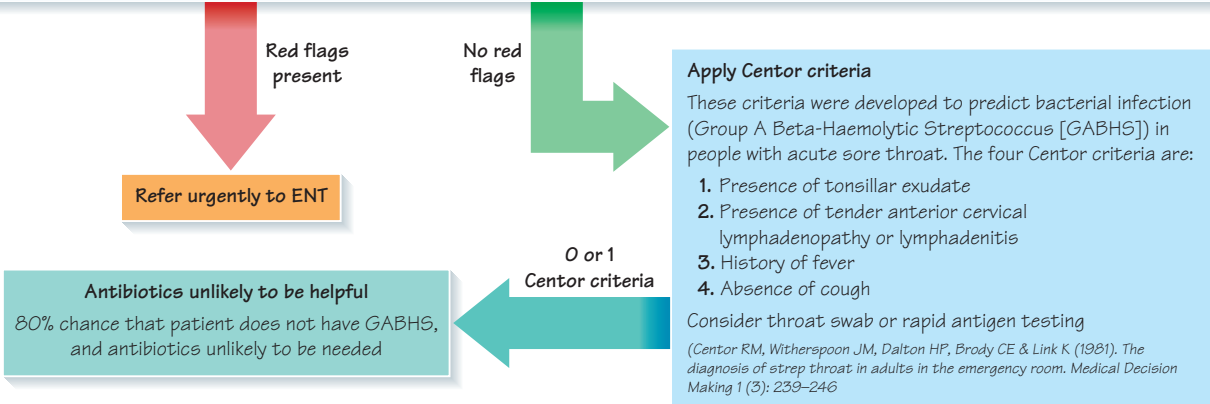 Red flags
present
No red
flags
Refer urgently to ENT
Apply Centor criteria
These criteria were developed to predict bacterial infection
(Group A Beta-Haemolytic Streptococcus [GABHS]) in
people with acute sore throat. The four Centor criteria are:
1. Presence of tonsillar exudate
2. Presence of tender anterior cervical
lymphadenopathy or lymphadenitis
3. History of fever
4. Absence of cough
Consider throat swab or rapid antigen testing
(Centor RM, Witherspoon JM, Dalton HP, Brody CE & Link K (1981). The
diagnosis of strep throat in adults in the emergency room. Medical Decision
Making 1 (3): 239–246
0 or 1
Centor criteria
Antibiotics unlikely to be helpful
80% chance that patient does not have GABHS,
and antibiotics unlikely to be needed